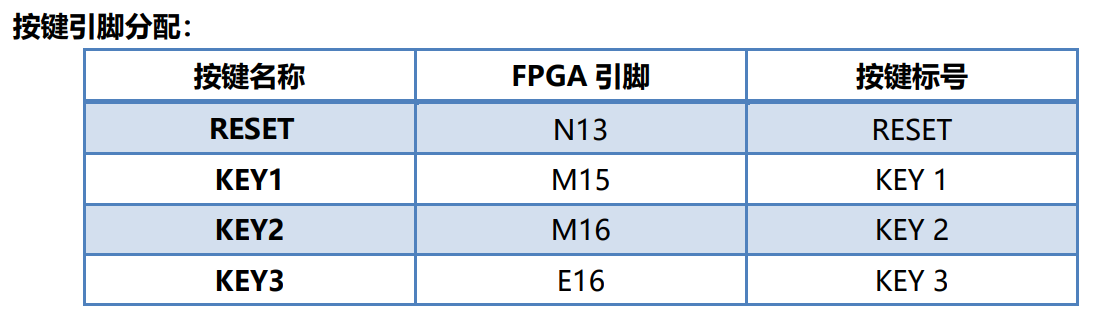 按键引脚分配：
按键名称 FPGA 引脚 按键标号
RESET N13 RESET
KEY1 M15 KEY 1
KEY2 M16 KEY 2
KEY3 E16 KEY 3